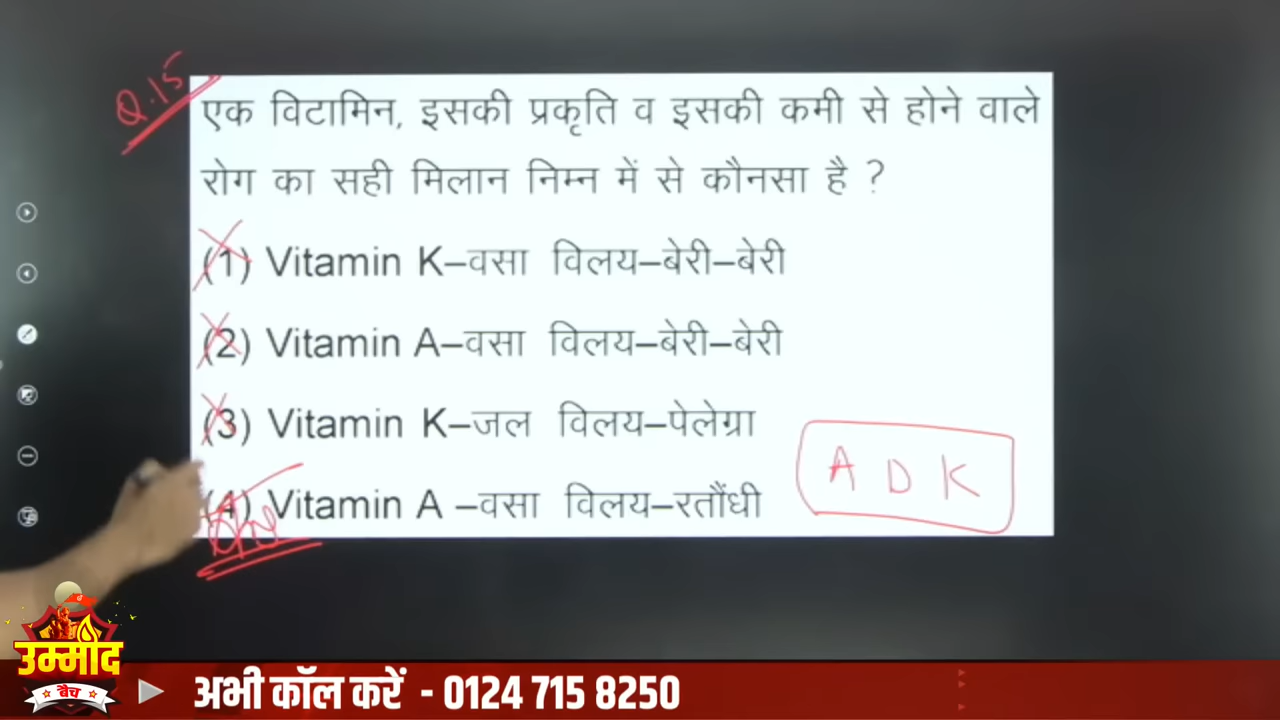 Q.15
एक विटामिन, इसकी प्रकृति व इसकी कमी से होने वाले
रोग का सही मिलान निम्न में से कौनसा है ?
(1) Vitamin K–वसा विलय–बेरी–बेरी
(2) Vitamin A–वसा विलय–बेरी–बेरी
(3) Vitamin K–जल विलय–पेलेग्रा
(4) Vitamin A –वसा विलय–रतौंधी
A D K
उम्मीद
बैच
अभी कॉल करें - 0124 715 8250